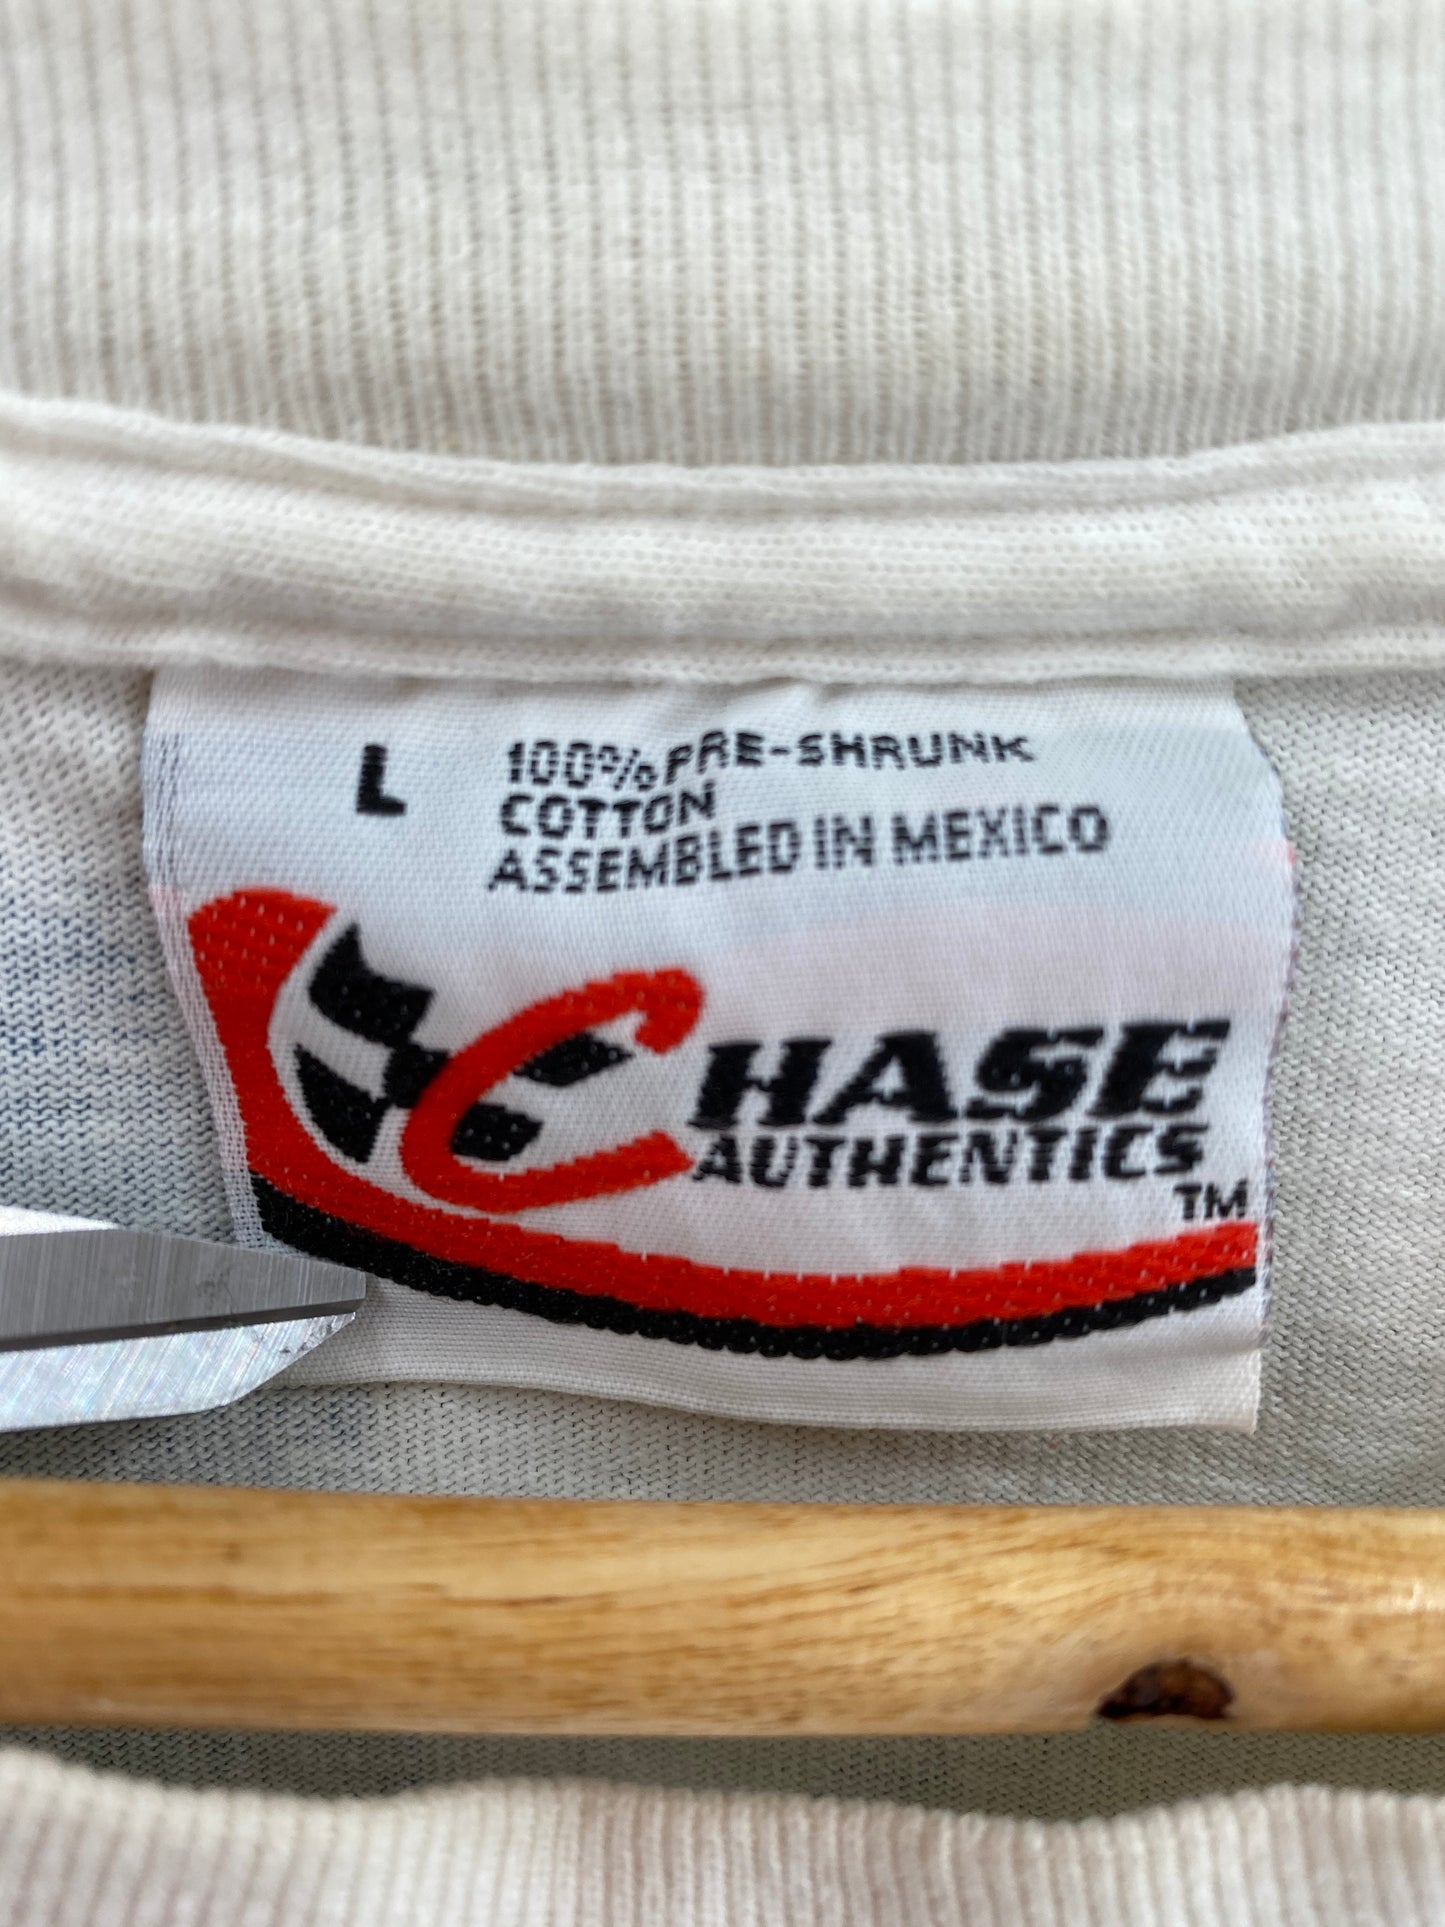 L
100% PRE-SHRUNK
COTTON
ASSEMBLED IN MEXICO
CHASE
AUTHENTICS
TM